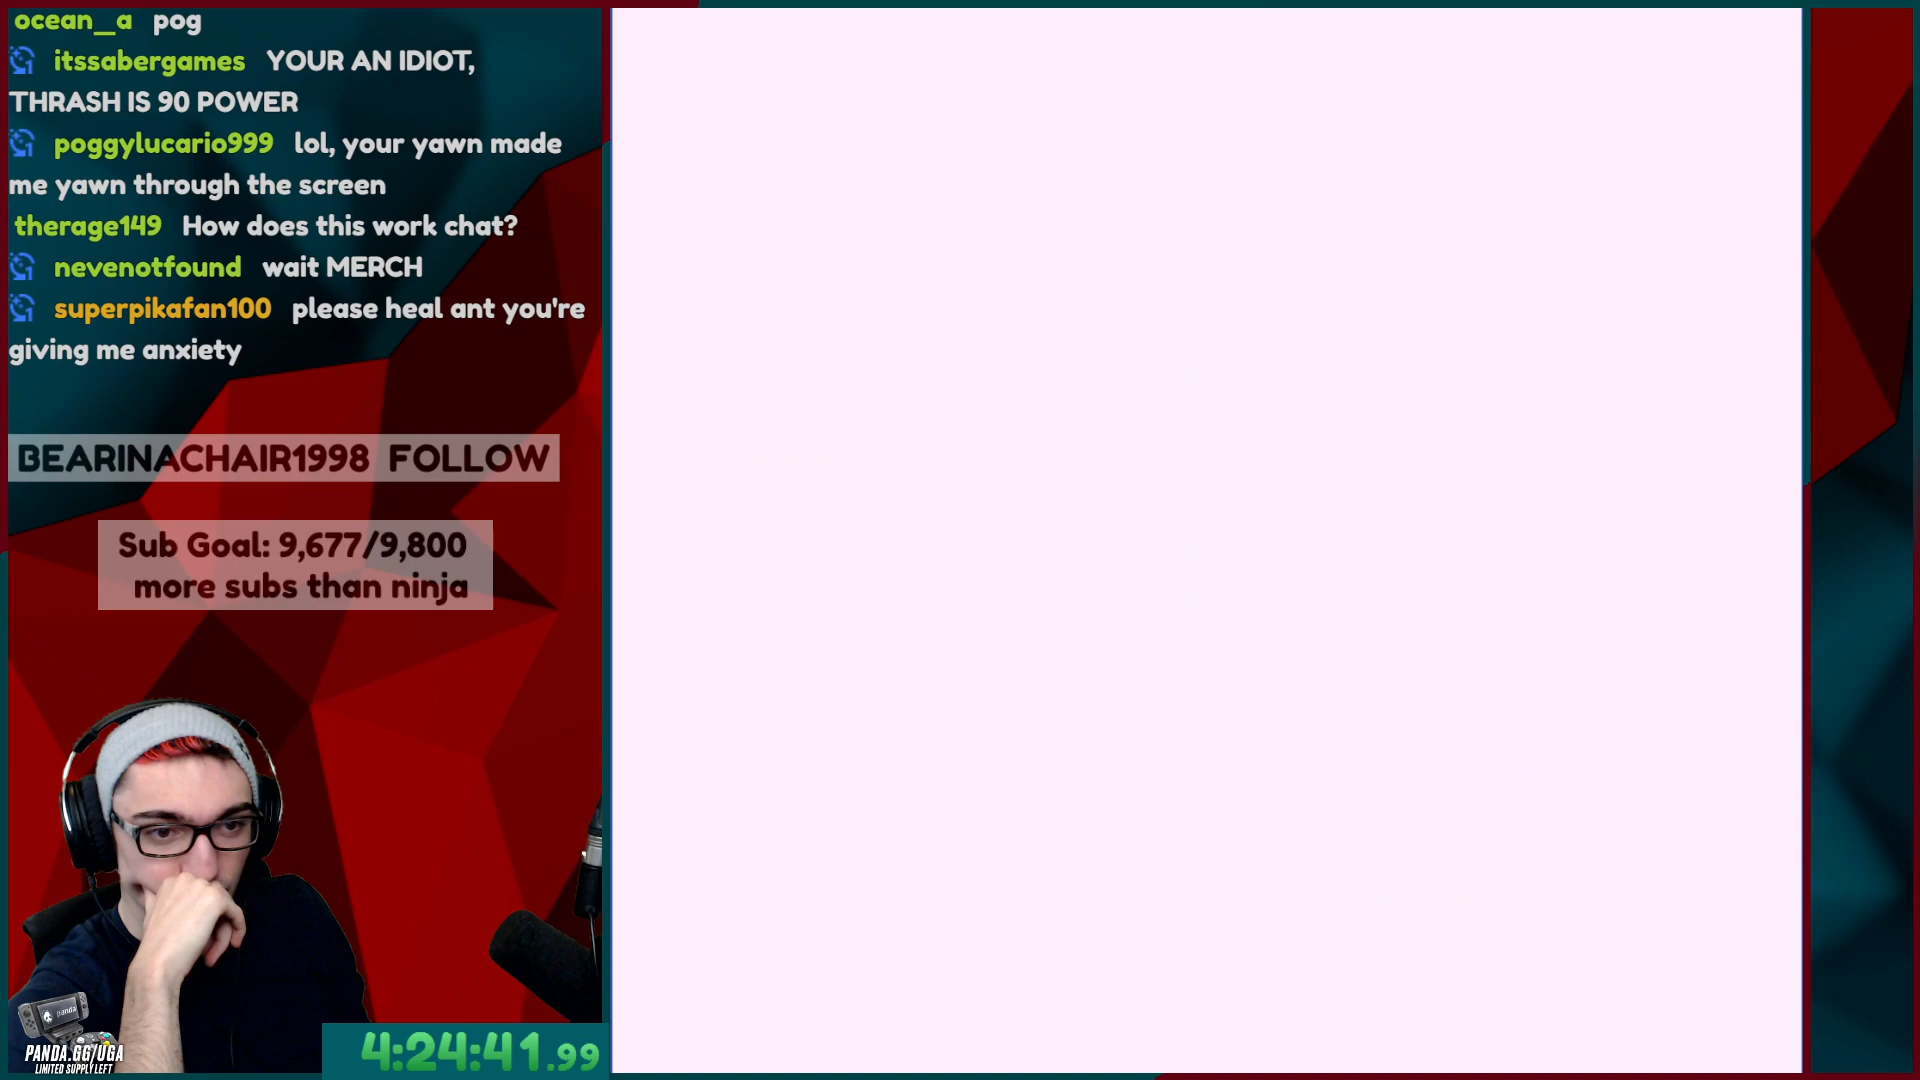 ocean__a pog
itssabergames YOUR AN IDIOT,
THRASH IS 90 POWER
poggylucario999 lol, your yawn made
me yawn through the screen
therage149 How does this work chat?
nevenotfound wait MERCH
superpikafan100 please heal ant you're
giving me anxiety
BEARINACHAIR1998 FOLLOW
Sub Goal: 9,677/9,800
more subs than ninja
panda
PANDA.GG/UGA
LIMITED SUPPLY LEFT
4:24:41.99